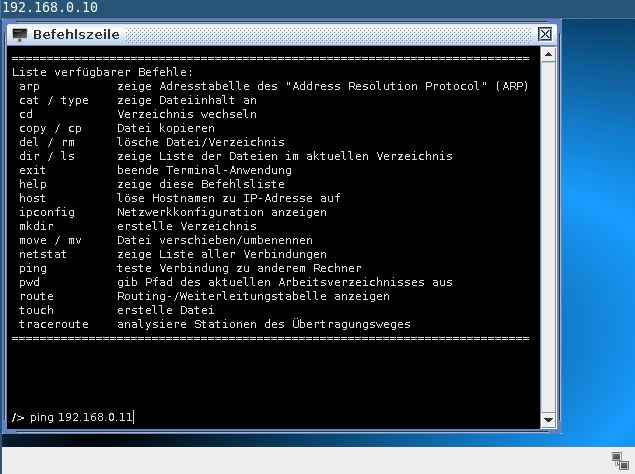 192.168.0.10
Befehlszeile
==========================================================================
Liste verfügbarer Befehle:
arp zeige Adresstabelle des "Address Resolution Protocol" (ARP)
cat / type zeige Dateiinhalt an
cd Verzeichnis wechseln
copy / cp Datei kopieren
del / rm lösche Datei/Verzeichnis
dir / ls zeige Liste der Dateien im aktuellen Verzeichnis
exit beende Terminal-Anwendung
help zeige diese Befehlsliste
host löse Hostnamen zu IP-Adresse auf
ipconfig Netzwerkkonfiguration anzeigen
mkdir erstelle Verzeichnis
move / mv Datei verschieben/umbenennen
netstat zeige Liste aller Verbindungen
ping teste Verbindung zu anderem Rechner
pwd gib Pfad des aktuellen Arbeitsverzeichnisses aus
route Routing-/Weiterleitungstabelle anzeigen
touch erstelle Datei
traceroute analysiere Stationen des Übertragungsweges
==========================================================================
/> ping 192.168.0.11